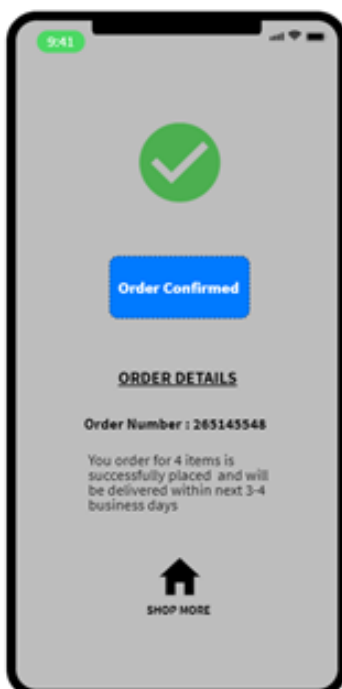 9:41
Order Confirmed
ORDER DETAILS
Order Number : 265145548
You order for 4 items is
successfully placed and will
be delivered within next 3-4
business days
SHOP MORE